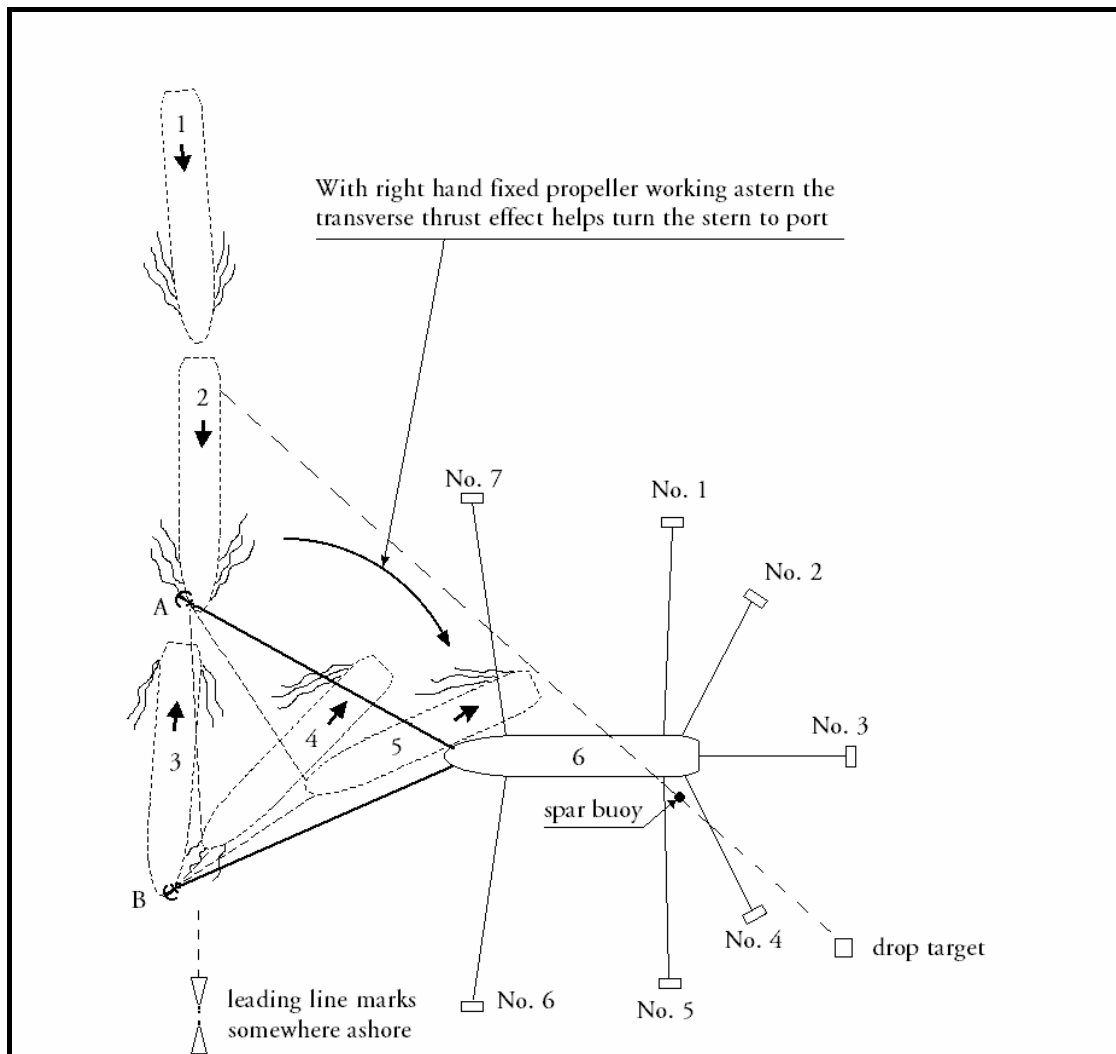 1
With right hand fixed propeller working astern the
transverse thrust effect helps turn the stern to port
2
No. 7
No. 1
No. 2
A
No. 3
4
5
6
3
spar buoy
B
No. 4
drop target
No. 6
No. 5
leading line marks
somewhere ashore